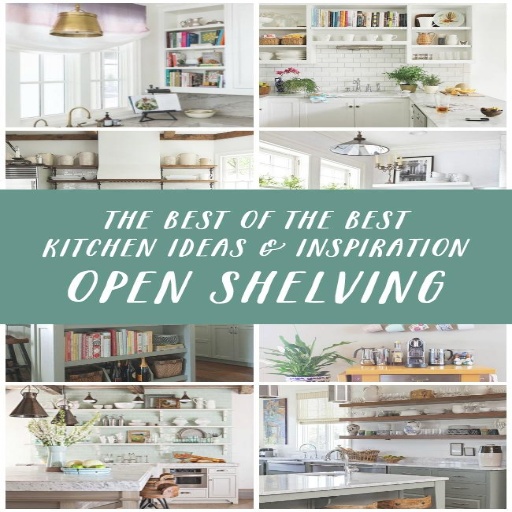 THE BEST OF THE BEST
KITCHEN IDEAS & INSPIRATION
OPEN SHELVING